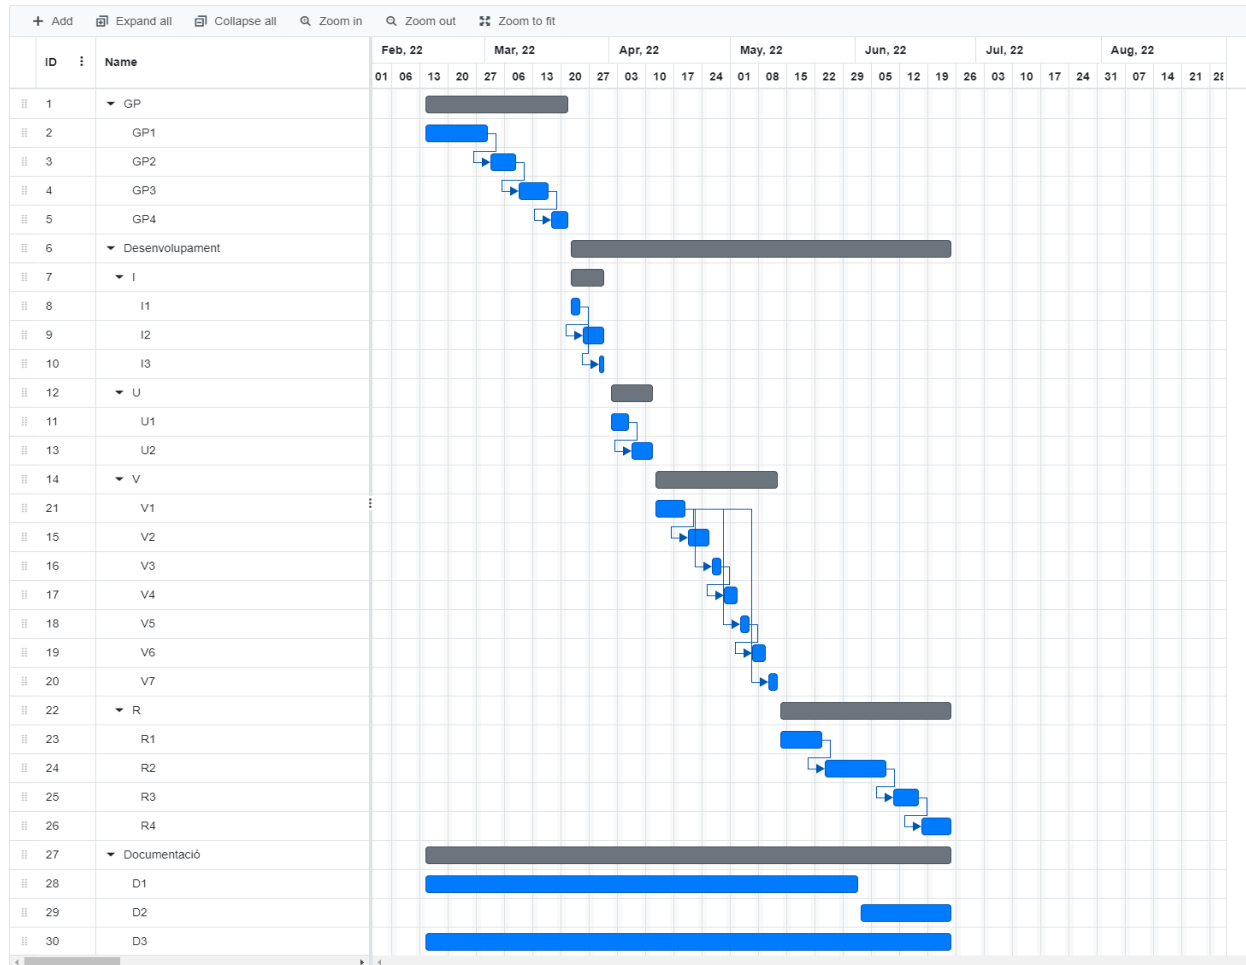 Add Expand all Collapse all Zoom in Zoom out Zoom to fit
ID Name
Feb, 22 Mar, 22 Apr, 22 May, 22 Jun, 22 Jul, 22 Aug, 22
01 06 13 20 27 06 13 20 27 03 10 17 24 01 08 15 22 29 05 12 19 26 03 10 17 24 31 07 14 21 28
1 GP
2 GP1
3 GP2
4 GP3
5 GP4
6 Desenvolupament
7 I
8 I1
9 I2
10 I3
12 U
11 U1
13 U2
14 V
21 V1
15 V2
16 V3
17 V4
18 V5
19 V6
20 V7
22 R
23 R1
24 R2
25 R3
26 R4
27 Documentació
28 D1
29 D2
30 D3